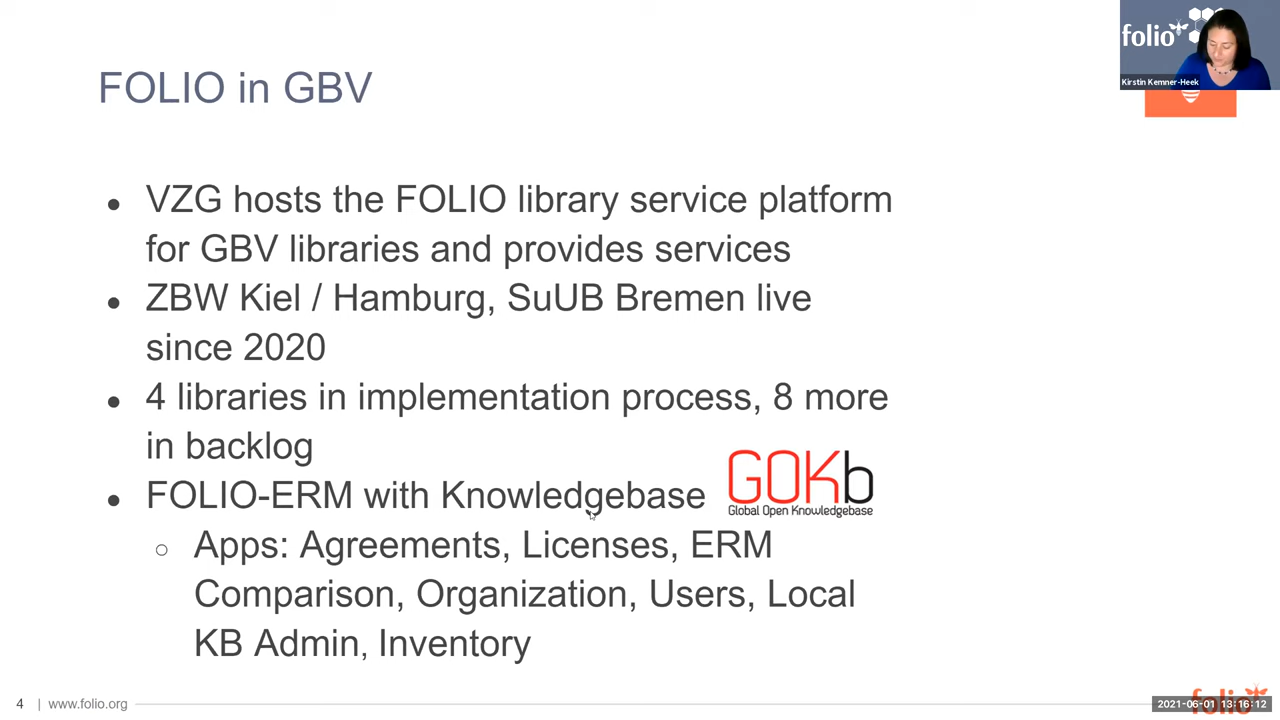 folio
Kirstin Kemner-Heek
FOLIO in GBV
● VZG hosts the FOLIO library service platform
for GBV libraries and provides services
● ZBW Kiel / Hamburg, SuUB Bremen live
since 2020
● 4 libraries in implementation process, 8 more
in backlog
● FOLIO-ERM with Knowledgebase
GOKb
Global Open Knowledgebase
○ Apps: Agreements, Licenses, ERM
Comparison, Organization, Users, Local
KB Admin, Inventory
4 | www.folio.org
folio
2021-06-01 13:16:12